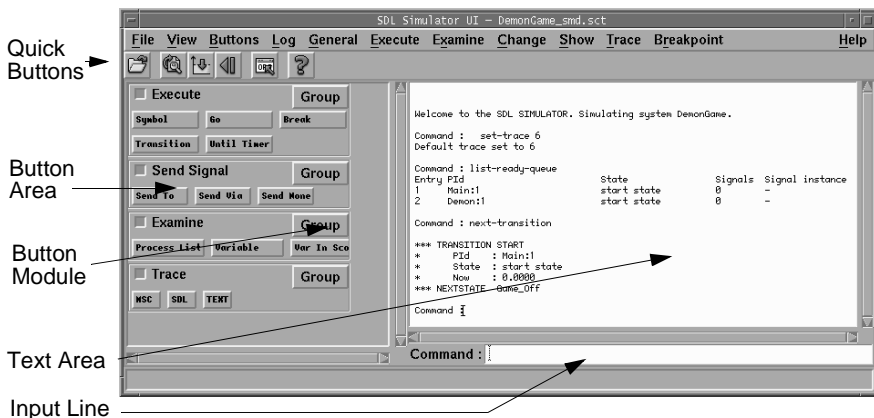 SDL Simulator UI – DemonGame_smd.sct
File View Buttons Log General Execute Examine Change Show Trace Breakpoint Help
Quick
Buttons
Execute Group
Symbol Go Break
Transition Until Timer
Button
Area
Send Signal Group
Send To Send Via Send None
Button
Module
Examine Group
Process List Variable Var In Sco
Trace Group
MSC SDL TEXT
Welcome to the SDL SIMULATOR. Simulating system DemonGame.
Command : set-trace 6
Default trace set to 6
Command : list-ready-queue
Entry PId State Signals Signal instance
1 Main:1 start state 0 -
2 Demon:1 start state 0 -
Command : next-transition
*** TRANSITION START
* PId : Main:1
* State : start state
* Now : 0.0000
*** NEXTSTATE Game_Off
Command :
Text Area
Command :
Input Line